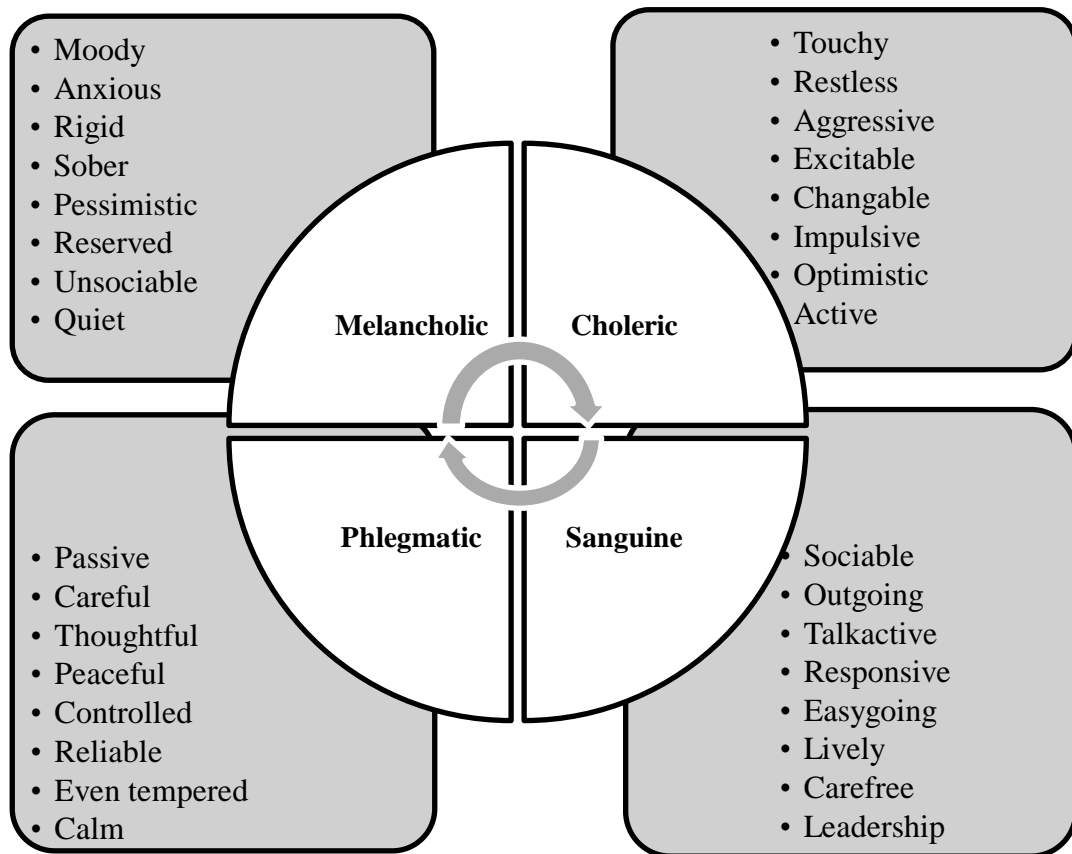 • Moody
• Anxious
• Rigid
• Sober
• Pessimistic
• Reserved
• Unsociable
• Quiet
• Touchy
• Restless
• Aggressive
• Excitable
• Changable
• Impulsive
• Optimistic
Active
Melancholic
Choleric
Phlegmatic
Sanguine
• Passive
• Careful
• Thoughtful
• Peaceful
• Controlled
• Reliable
• Even tempered
• Calm
• Sociable
• Outgoing
• Talkactive
• Responsive
• Easygoing
• Lively
• Carefree
• Leadership